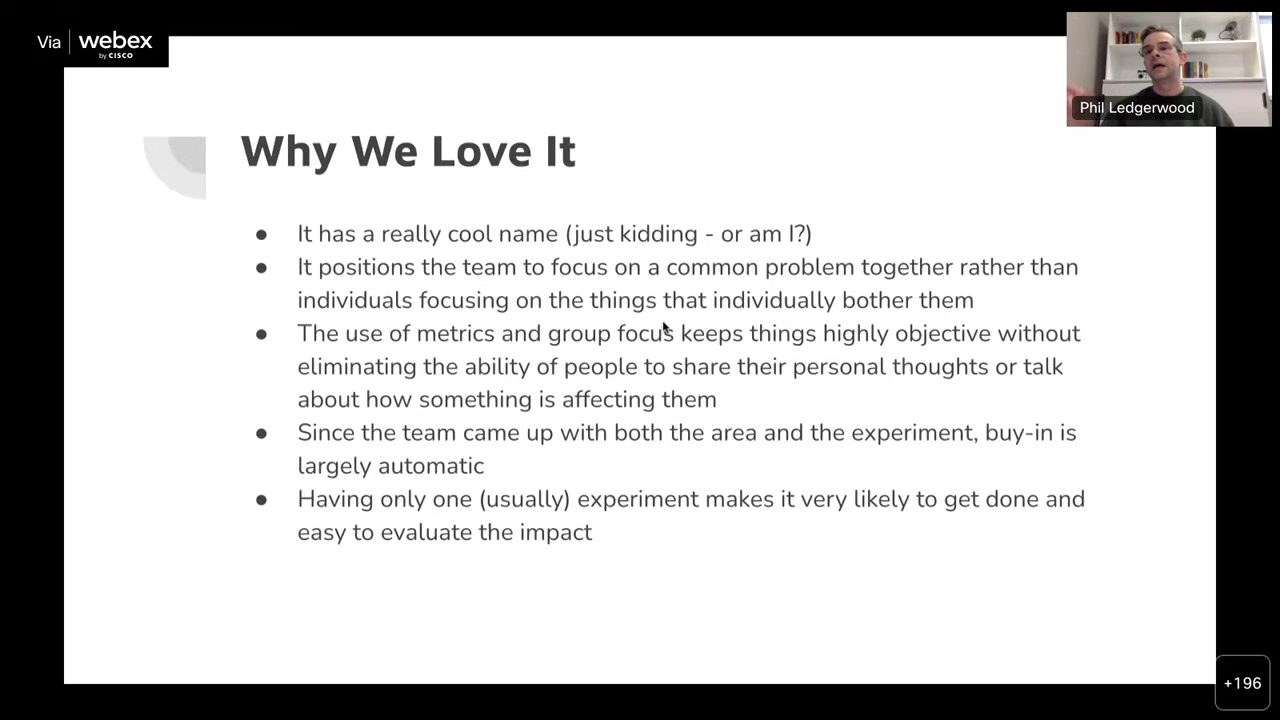 Via webex
by CISCO
Phil Ledgerwood
Why We Love It
● It has a really cool name (just kidding - or am I?)
● It positions the team to focus on a common problem together rather than
individuals focusing on the things that individually bother them
● The use of metrics and group focus keeps things highly objective without
eliminating the ability of people to share their personal thoughts or talk
about how something is affecting them
● Since the team came up with both the area and the experiment, buy-in is
largely automatic
● Having only one (usually) experiment makes it very likely to get done and
easy to evaluate the impact
+196